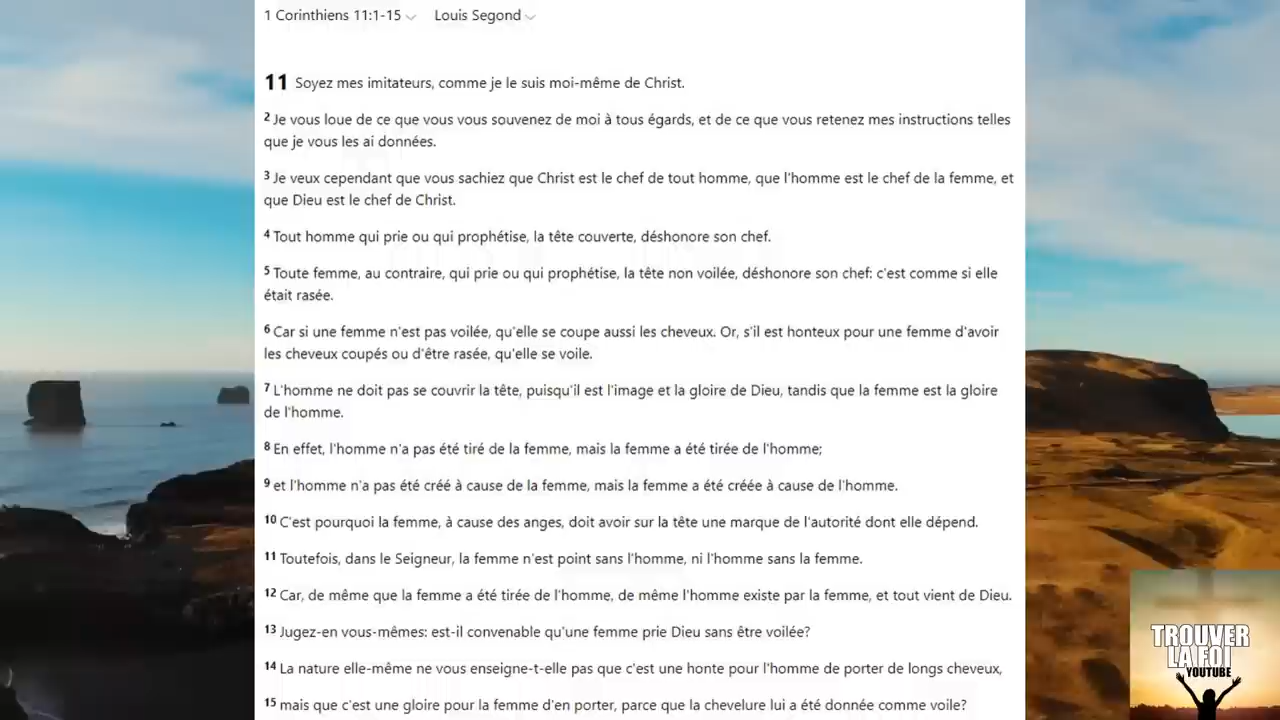 1 Corinthiens 11:1-15 Louis Segond
11 Soyez mes imitateurs, comme je le suis moi-même de Christ.
2 Je vous loue de ce que vous vous souvenez de moi à tous égards, et de ce que vous retenez mes instructions telles
que je vous les ai données.
3 Je veux cependant que vous sachiez que Christ est le chef de tout homme, que l'homme est le chef de la femme, et
que Dieu est le chef de Christ.
4 Tout homme qui prie ou qui prophétise, la tête couverte, déshonore son chef.
5 Toute femme, au contraire, qui prie ou qui prophétise, la tête non voilée, déshonore son chef: c'est comme si elle
était rasée.
6 Car si une femme n'est pas voilée, qu'elle se coupe aussi les cheveux. Or, s'il est honteux pour une femme d'avoir
les cheveux coupés ou d'être rasée, qu'elle se voile.
7 L'homme ne doit pas se couvrir la tête, puisqu'il est l'image et la gloire de Dieu, tandis que la femme est la gloire
de l'homme.
8 En effet, l'homme n'a pas été tiré de la femme, mais la femme a été tirée de l'homme;
9 et l'homme n'a pas été créé à cause de la femme, mais la femme a été créée à cause de l'homme.
10 C'est pourquoi la femme, à cause des anges, doit avoir sur la tête une marque de l'autorité dont elle dépend.
11 Toutefois, dans le Seigneur, la femme n'est point sans l'homme, ni l'homme sans la femme.
12 Car, de même que la femme a été tirée de l'homme, de même l'homme existe par la femme, et tout vient de Dieu.
13 Jugez-en vous-mêmes: est-il convenable qu'une femme prie Dieu sans être voilée?
14 La nature elle-même ne vous enseigne-t-elle pas que c'est une honte pour l'homme de porter de longs cheveux,
15 mais que c'est une gloire pour la femme d'en porter, parce que la chevelure lui a été donnée comme voile?
TROUVER
LA FOI
YOUTUBE